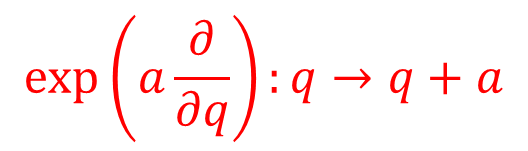 exp(a ∂/∂q): q → q + a